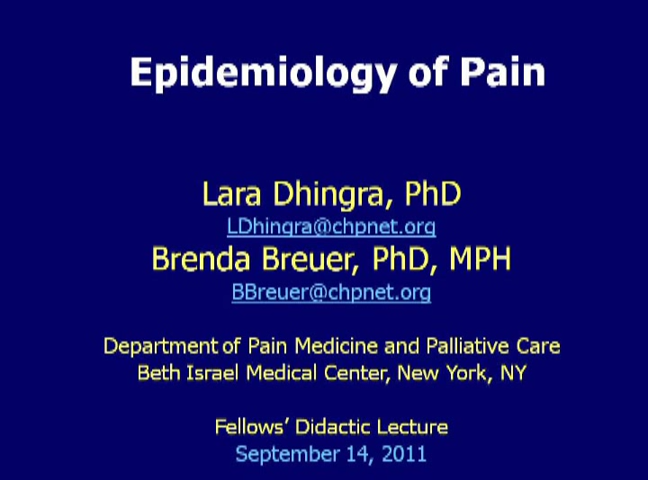 Epidemiology of Pain
Lara Dhingra, PhD
LDhingra@chpnet.org
Brenda Breuer, PhD, MPH
BBreuer@chpnet.org
Department of Pain Medicine and Palliative Care
Beth Israel Medical Center, New York, NY
Fellows' Didactic Lecture
September 14, 2011